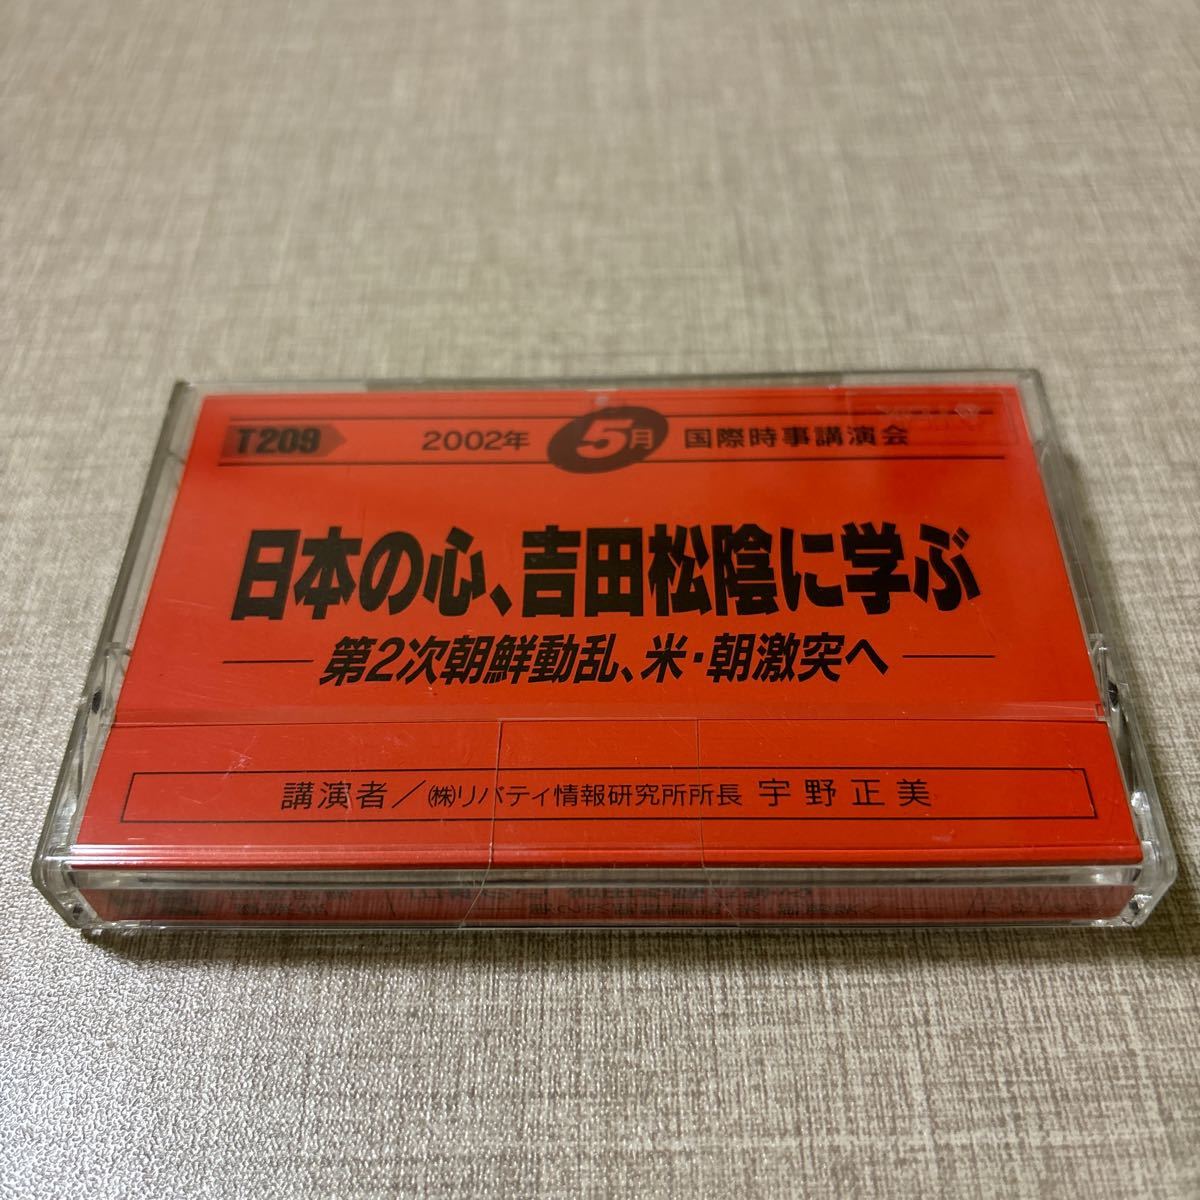 T209
2002年 5月 国際時事講演会
日本の心、吉田松陰に学ぶ
第2次朝鮮動乱、米・朝激突へ
講演者／㈱リバティ情報研究所所長 宇野正美